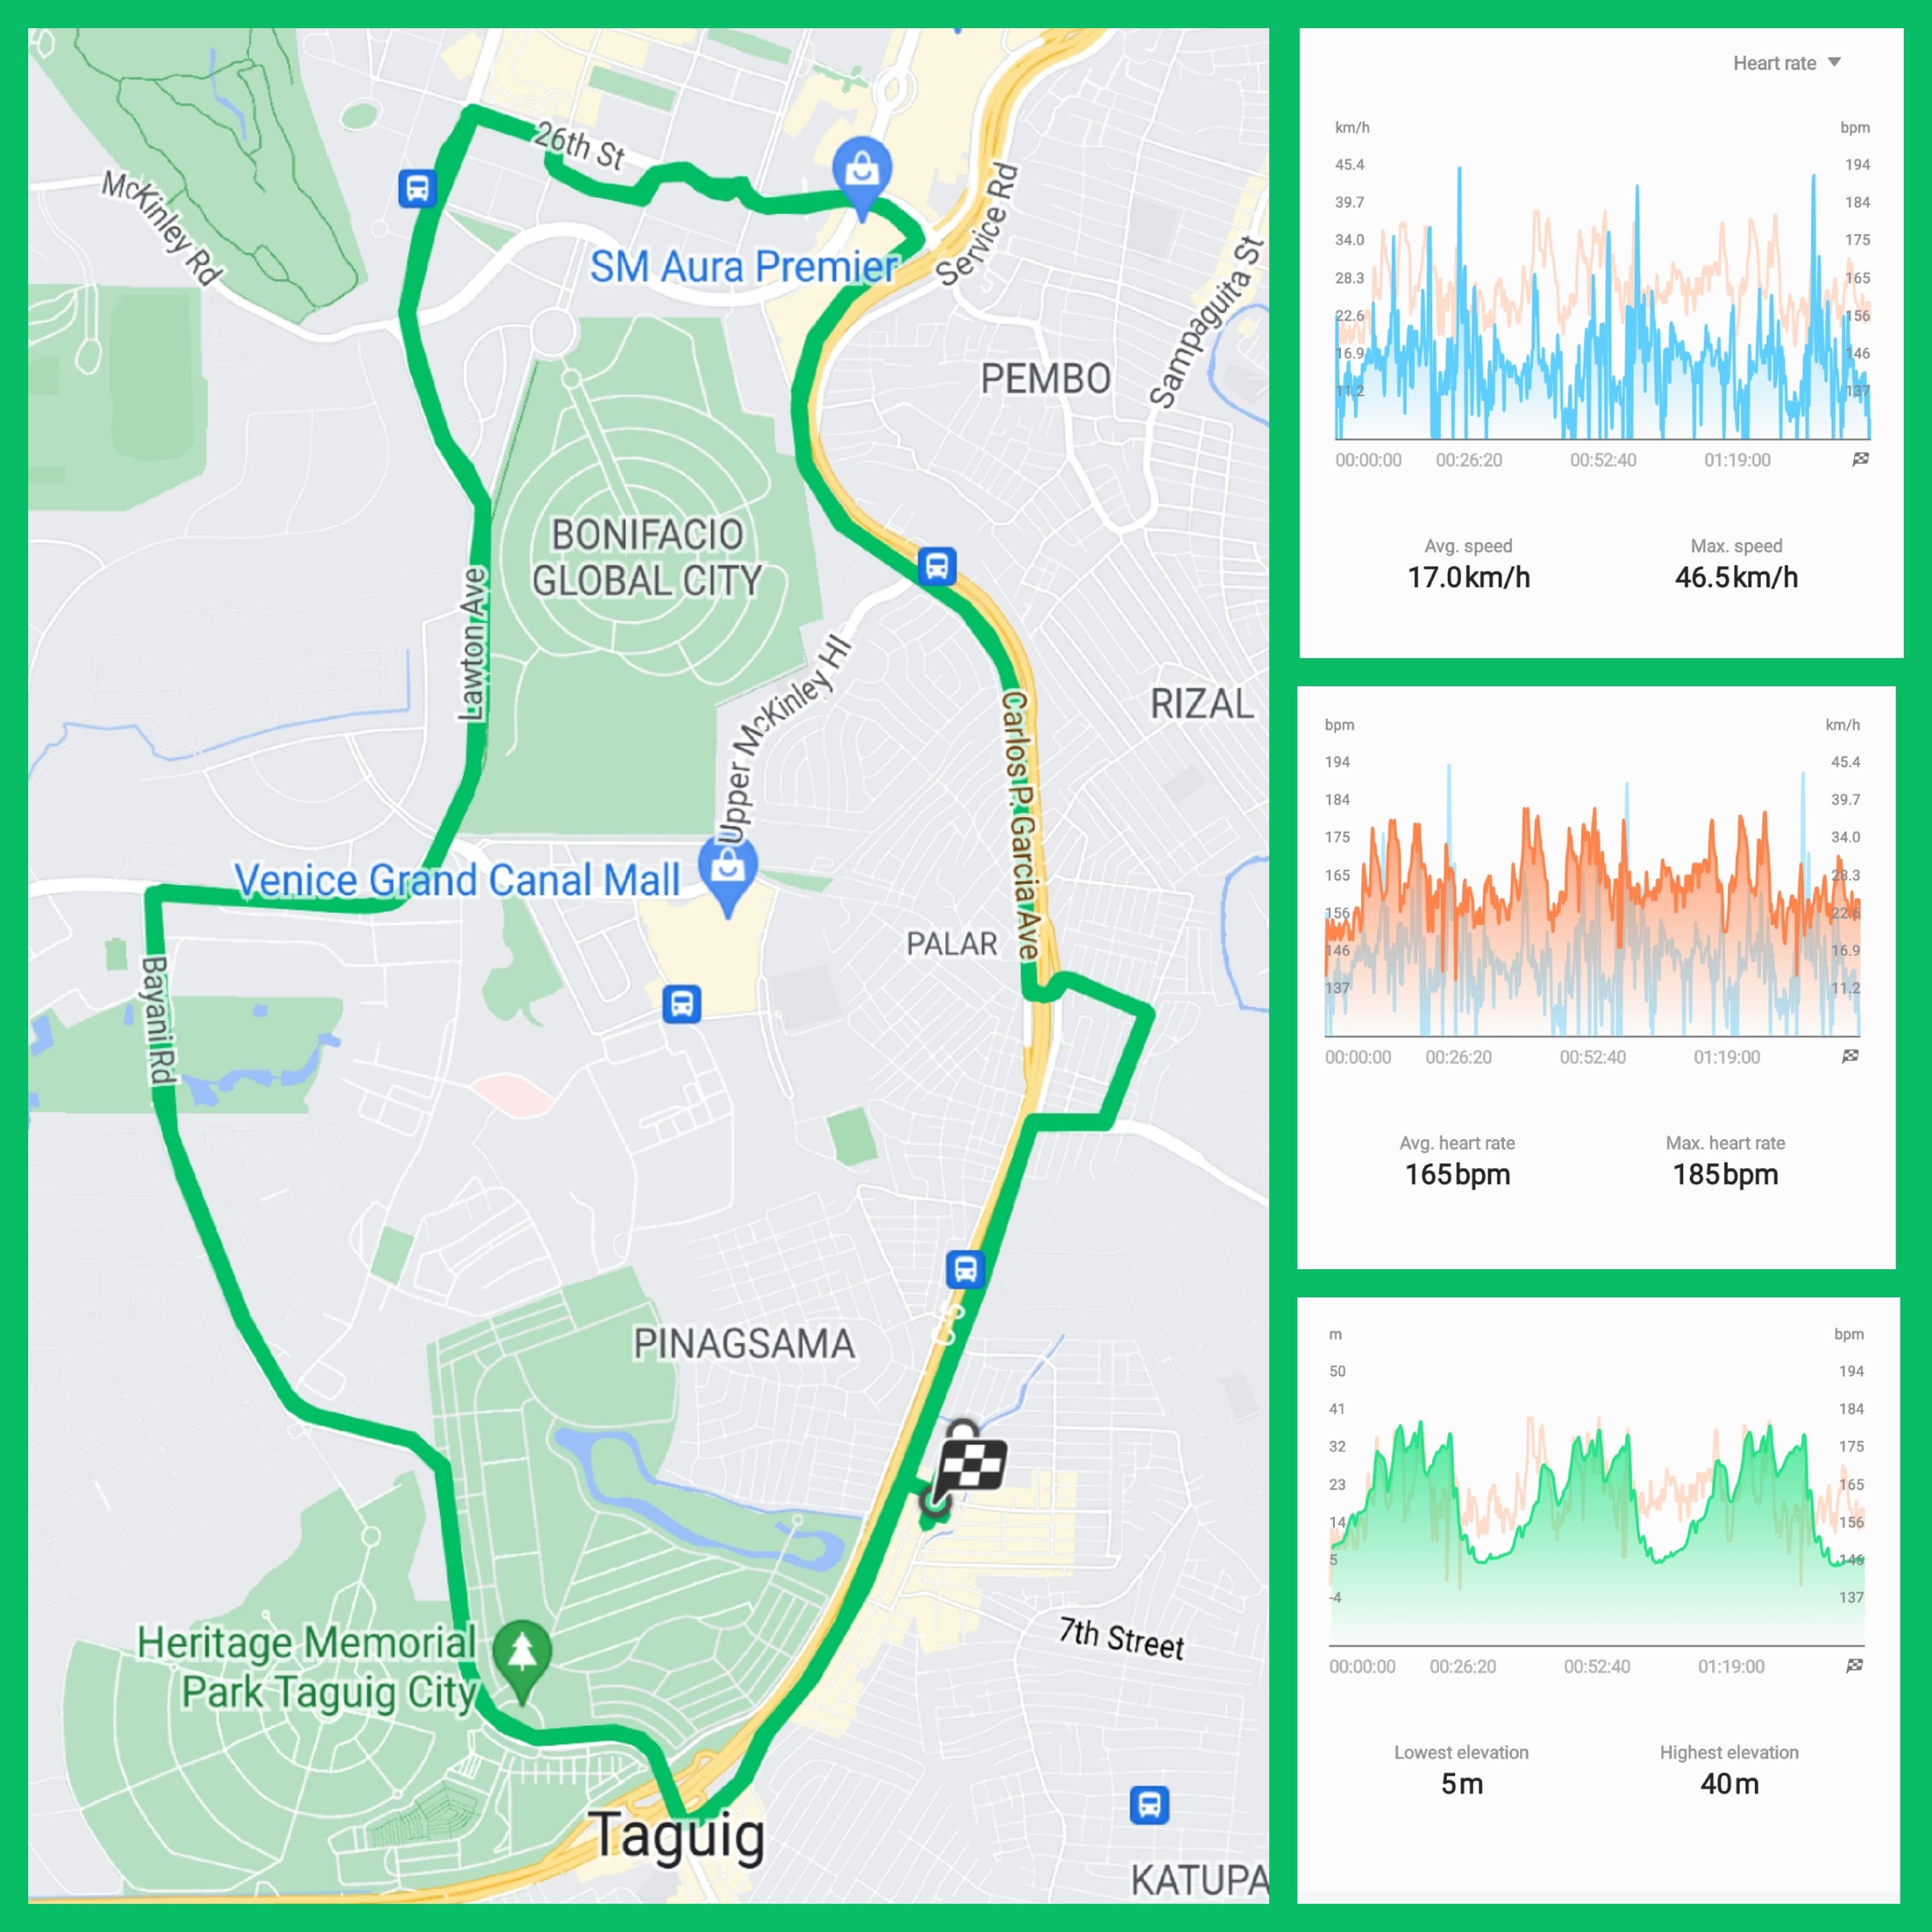 26th St
McKinley Rd
SM Aura Premier
Service Rd
Sampaguita St
PEMBO
BONIFACIO
GLOBAL CITY
Lawton Ave
Upper McKinley Hl
RIZAL
Carlos P. Garcia Ave
Venice Grand Canal Mall
PALAR
Bayani Rd
C-5
PINAGSAMA
Heritage Memorial
Park Taguig City
7th Street
Taguig
KATUPA
Heart rate
km/h bpm
45.4 194
39.7 184
34.0 175
28.3 165
22.6 156
16.9 146
11.2 137
00:00:00 00:26:20 00:52:40 01:19:00
Avg. speed Max. speed
17.0km/h 46.5km/h
bpm km/h
194 45.4
184 39.7
175 34.0
165 28.3
156 22.6
146 16.9
137 11.2
00:00:00 00:26:20 00:52:40 01:19:00
Avg. heart rate Max. heart rate
165bpm 185bpm
m bpm
50 194
41 184
32 175
23 165
14 156
5 146
-4 137
00:00:00 00:26:20 00:52:40 01:19:00
Lowest elevation Highest elevation
5m 40m